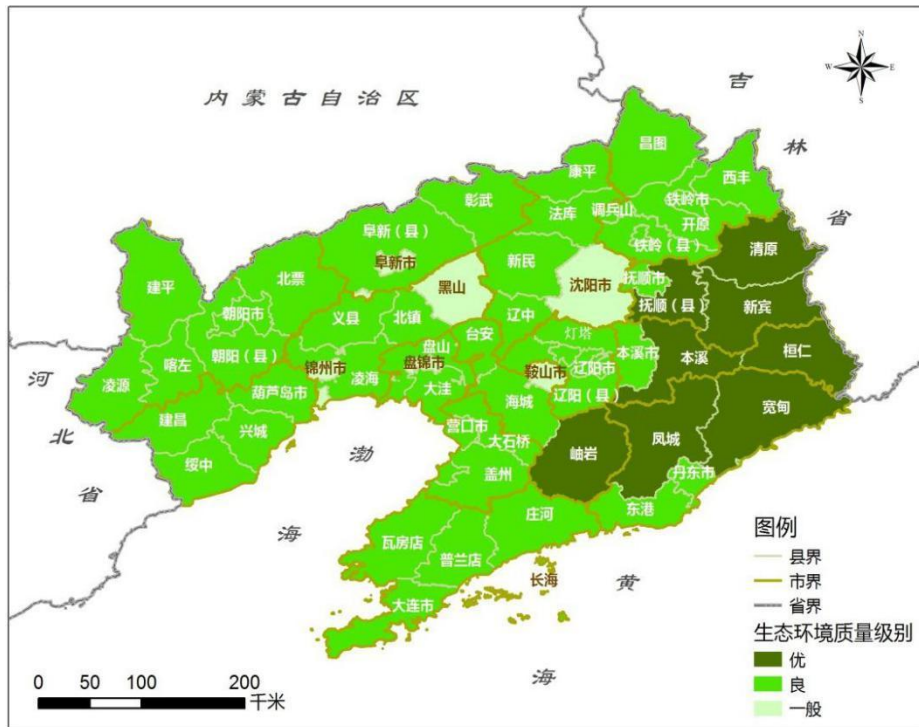 N
W E
S
内蒙古自治区
吉
林
省
昌图
康平
西丰
彰武
铁岭市
法库
调兵山
开原
阜新（县）
铁岭（县）
清原
阜新市
新民
北票
沈阳市
抚顺市
建平
黑山
抚顺（县）
新宾
朝阳市
义县
北镇
辽中
台安
灯塔
盘山
本溪市
桓仁
喀左
朝阳（县）
锦州市
盘锦市
鞍山市
辽阳市
本溪
河
凌源
凌海
大洼
葫芦岛市
辽阳（县）
海城
宽甸
北
建昌
兴城
营口市
大石桥
岫岩
凤城
省
绥中
渤
盖州
丹东市
东港
庄河
海
瓦房店
普兰店
长海
黄
大连市
海
图例
县界
市界
省界
生态环境质量级别
优
良
一般
0 50 100 200
千米